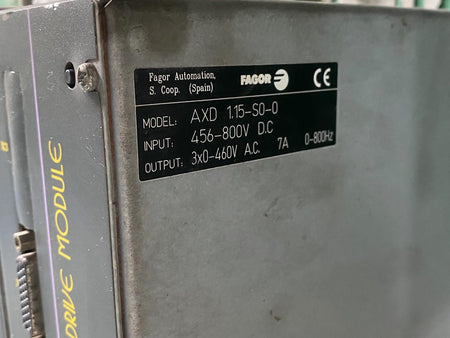 Fagor Automation,
S. Coop. (Spain)
FAGOR
CE
MODEL: AXD 1.15-S0-0
INPUT: 456-800V D.C
OUTPUT: 3x0-460V A.C. 7A 0-800Hz
DRIVE MODULE